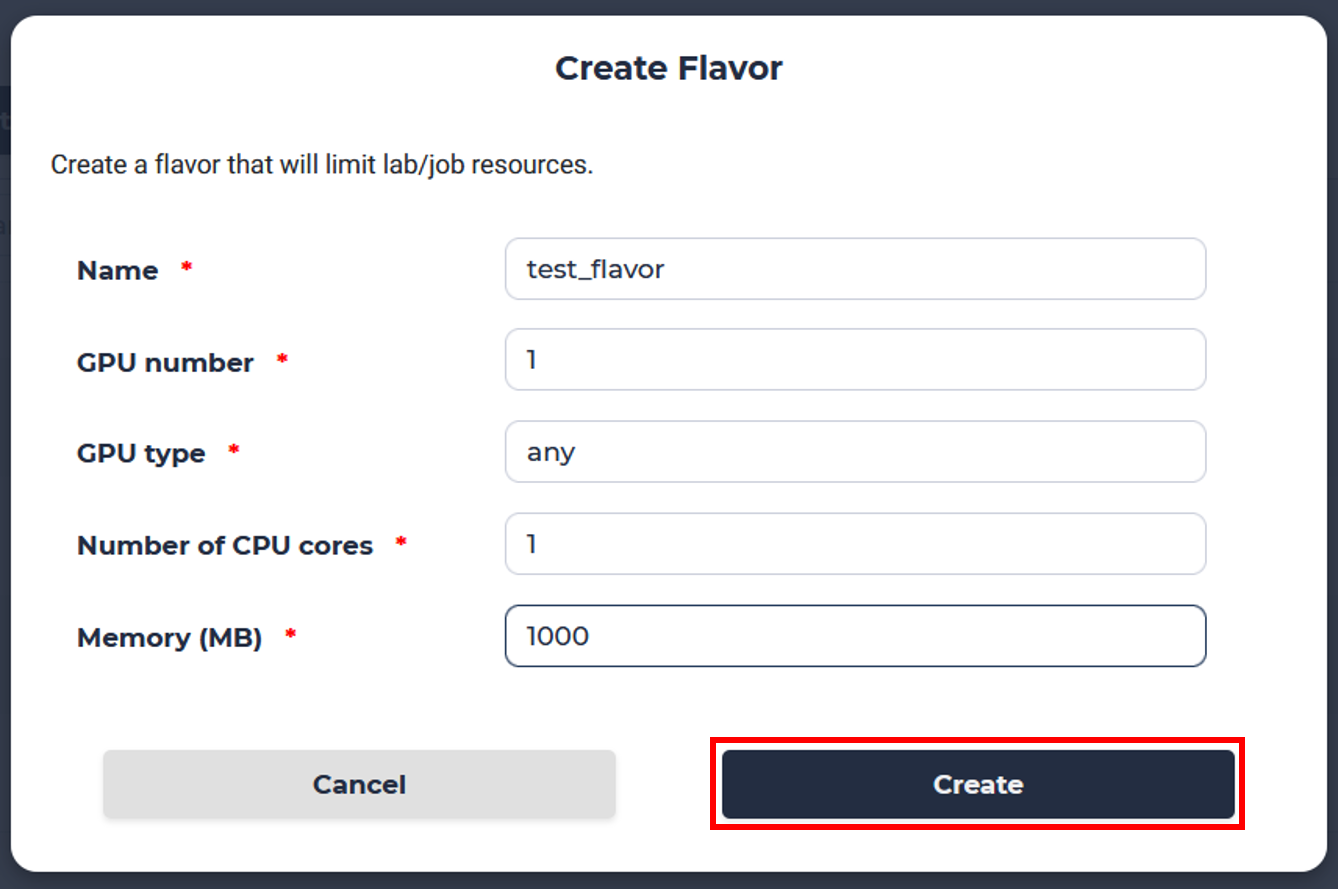 Create Flavor
Create a flavor that will limit lab/job resources.
Name *
test_flavor
GPU number *
1
GPU type *
any
Number of CPU cores *
1
Memory (MB) *
1000
Cancel
Create